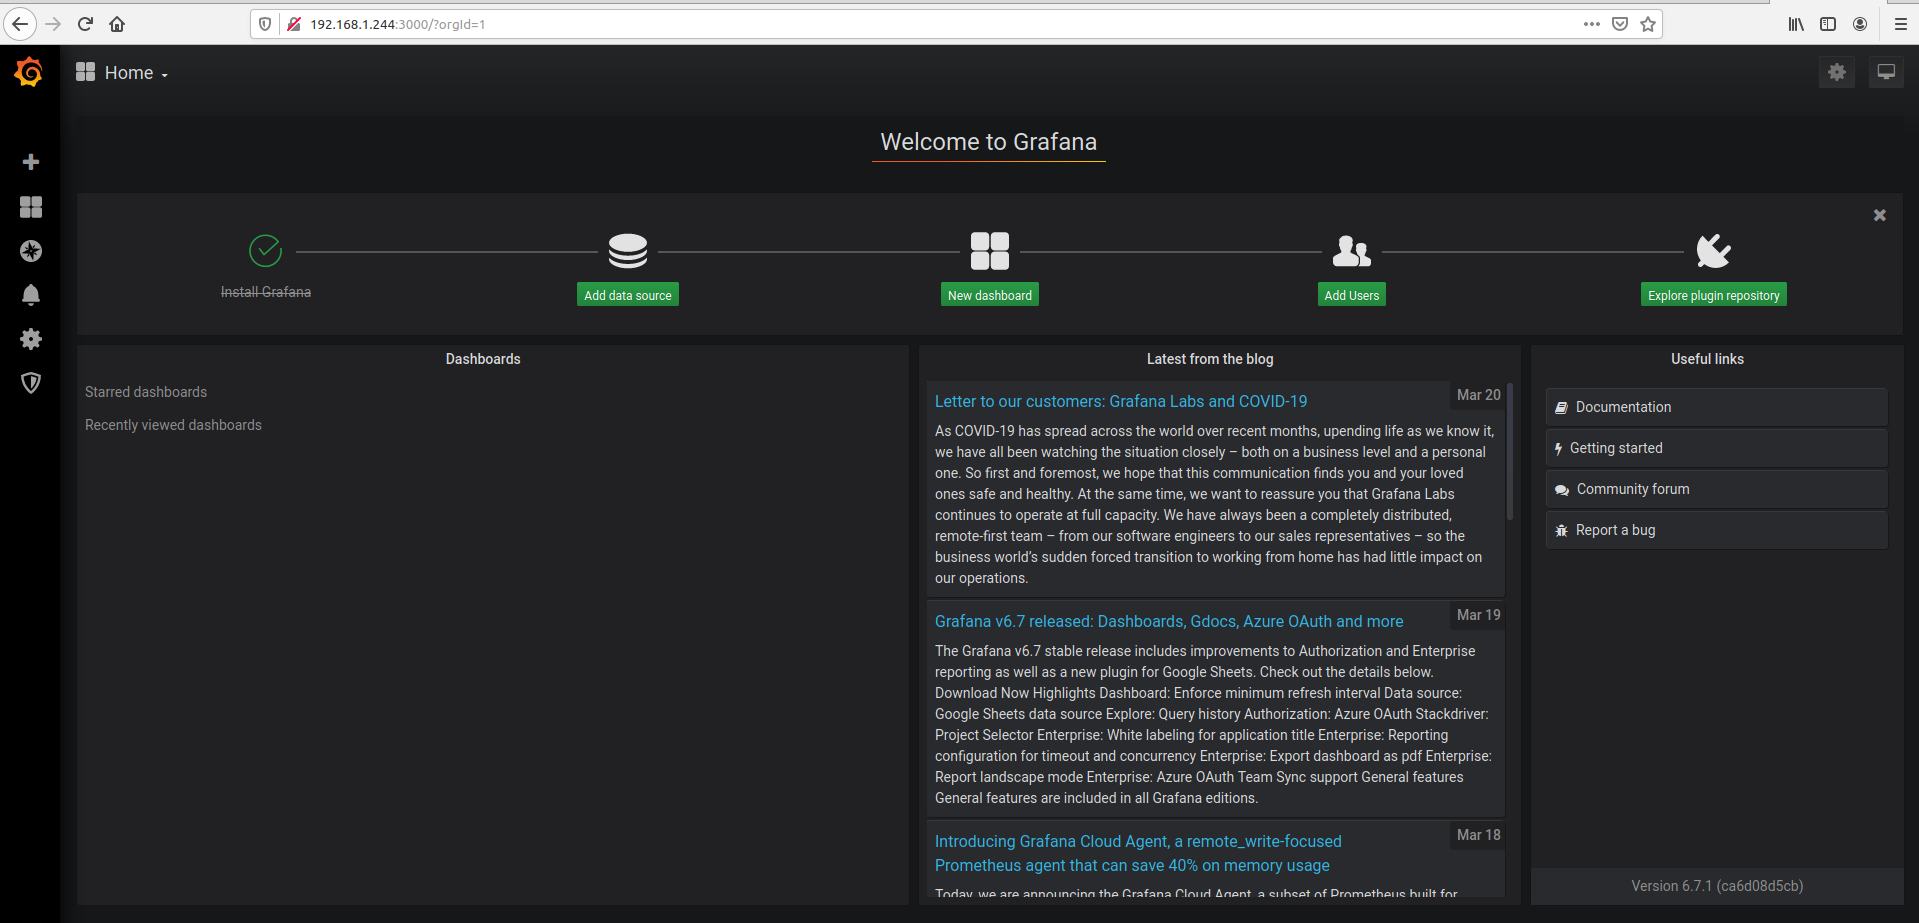 192.168.1.244:3000/?orgId=1
Home
Welcome to Grafana
Install Grafana
Add data source
New dashboard
Add Users
Explore plugin repository
Dashboards
Starred dashboards
Recently viewed dashboards
Latest from the blog
Letter to our customers: Grafana Labs and COVID-19
Mar 20
As COVID-19 has spread across the world over recent months, upending life as we know it,
we have all been watching the situation closely – both on a business level and a personal
one. So first and foremost, we hope that this communication finds you and your loved
ones safe and healthy. At the same time, we want to reassure you that Grafana Labs
continues to operate at full capacity. We have always been a completely distributed,
remote-first team – from our software engineers to our sales representatives – so the
business world's sudden forced transition to working from home has had little impact on
our operations.
Grafana v6.7 released: Dashboards, Gdocs, Azure OAuth and more
Mar 19
The Grafana v6.7 stable release includes improvements to Authorization and Enterprise
reporting as well as a new plugin for Google Sheets. Check out the details below.
Download Now Highlights Dashboard: Enforce minimum refresh interval Data source:
Google Sheets data source Explore: Query history Authorization: Azure OAuth Stackdriver:
Project Selector Enterprise: White labeling for application title Enterprise: Reporting
configuration for timeout and concurrency Enterprise: Export dashboard as pdf Enterprise:
Report landscape mode Enterprise: Azure OAuth Team Sync support General features
General features are included in all Grafana editions.
Introducing Grafana Cloud Agent, a remote_write-focused
Prometheus agent that can save 40% on memory usage
Mar 18
Today, we are announcing the Grafana Cloud Agent, a subset of Prometheus built for
Useful links
Documentation
Getting started
Community forum
Report a bug
Version 6.7.1 (ca6d08d5cb)